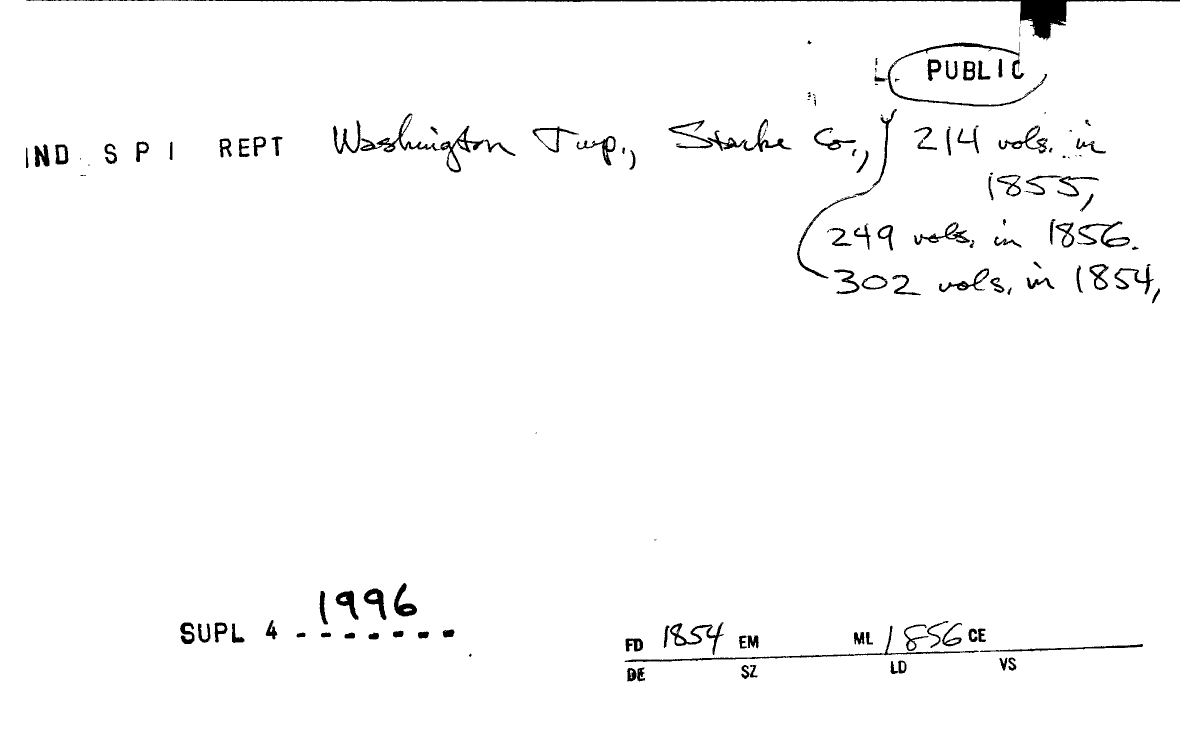 PUBLIC
IND S P I REPT Washington Twp., Starke Co., 214 vols. in
1855,
249 vols. in 1856.
302 vols. in 1854,
1996
SUPL 4 - - - - - - -
FD 1854 EM ML 1856 CE
DE SZ LD VS